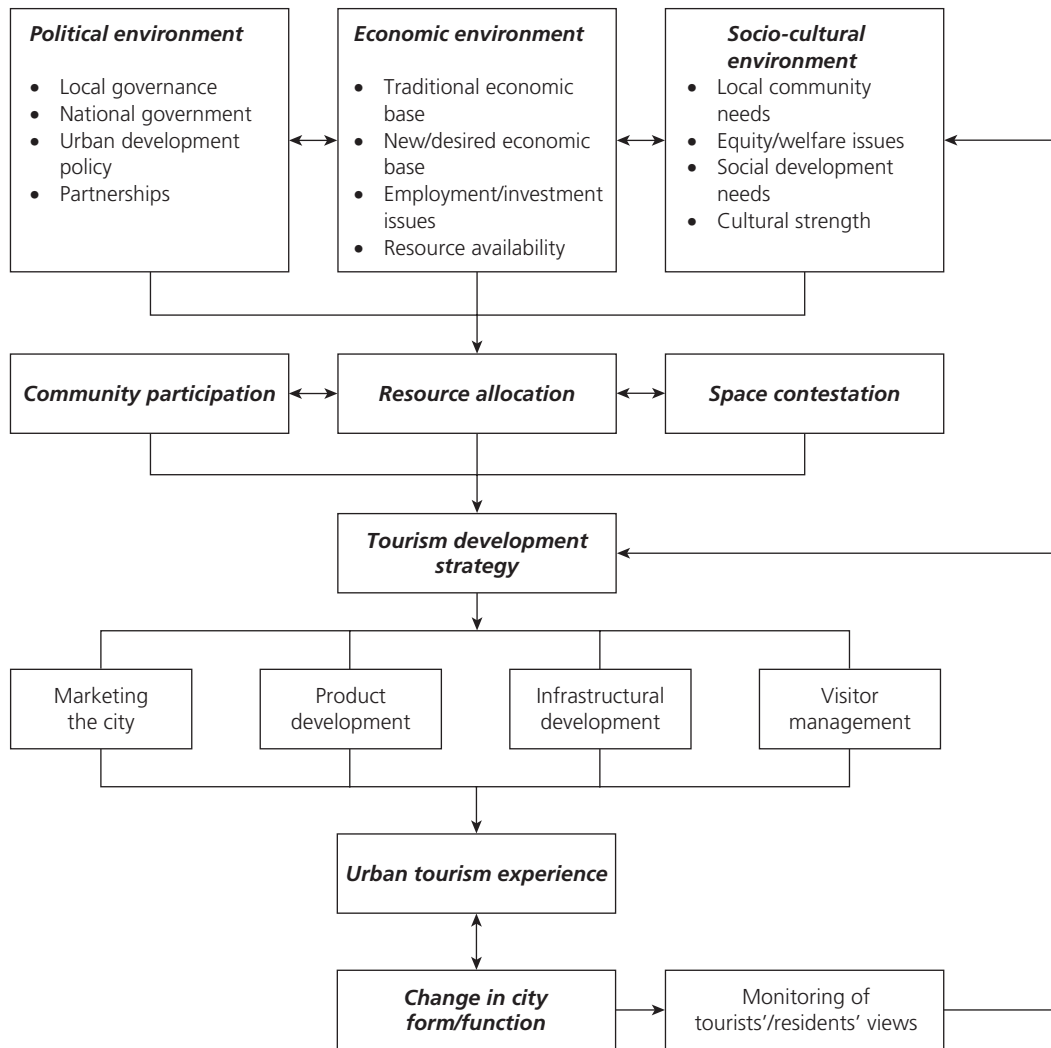 Political environment
• Local governance
• National government
• Urban development
policy
• Partnerships
Economic environment
• Traditional economic
base
• New/desired economic
base
• Employment/investment
issues
• Resource availability
Socio-cultural
environment
• Local community
needs
• Equity/welfare issues
• Social development
needs
• Cultural strength
Community participation
Resource allocation
Space contestation
Tourism development
strategy
Marketing
the city
Product
development
Infrastructural
development
Visitor
management
Urban tourism experience
Change in city
form/function
Monitoring of
tourists’/residents’ views